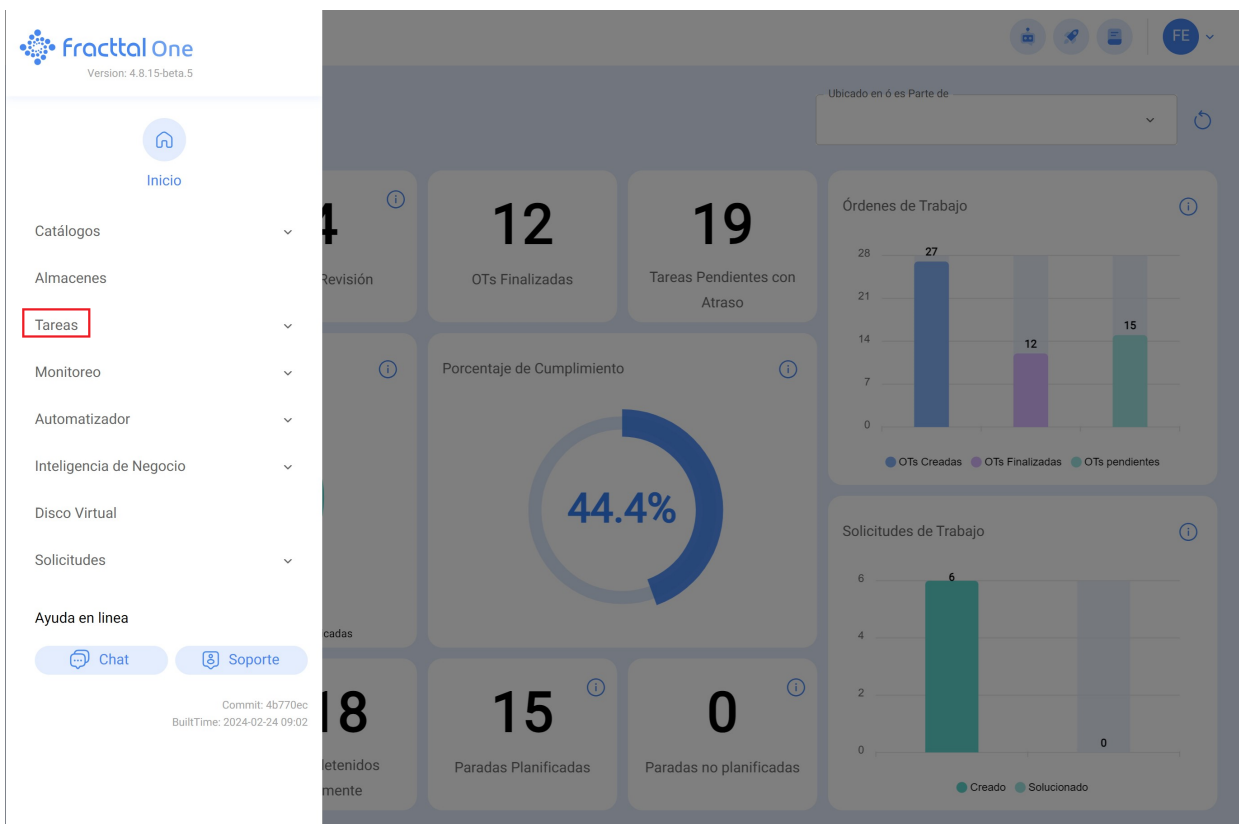 fracttal One
Version: 4.8.15-beta.5
Inicio
Catálogos
Almacenes
Tareas
Monitoreo
Automatizador
Inteligencia de Negocio
Disco Virtual
Solicitudes
Ayuda en linea
Chat
Soporte
Commit: 4b770ec
BuiltTime: 2024-02-24 09:02
FE
Ubicado en ó es Parte de
4
Revisión
12
OTs Finalizadas
19
Tareas Pendientes con
Atraso
Órdenes de Trabajo
28
21
14
7
0
27
12
15
OTs Creadas
OTs Finalizadas
OTs pendientes
cadas
Porcentaje de Cumplimiento
44.4%
Solicitudes de Trabajo
6
4
2
0
6
0
Creado
Solucionado
18
letenidos
mente
15
Paradas Planificadas
0
Paradas no planificadas